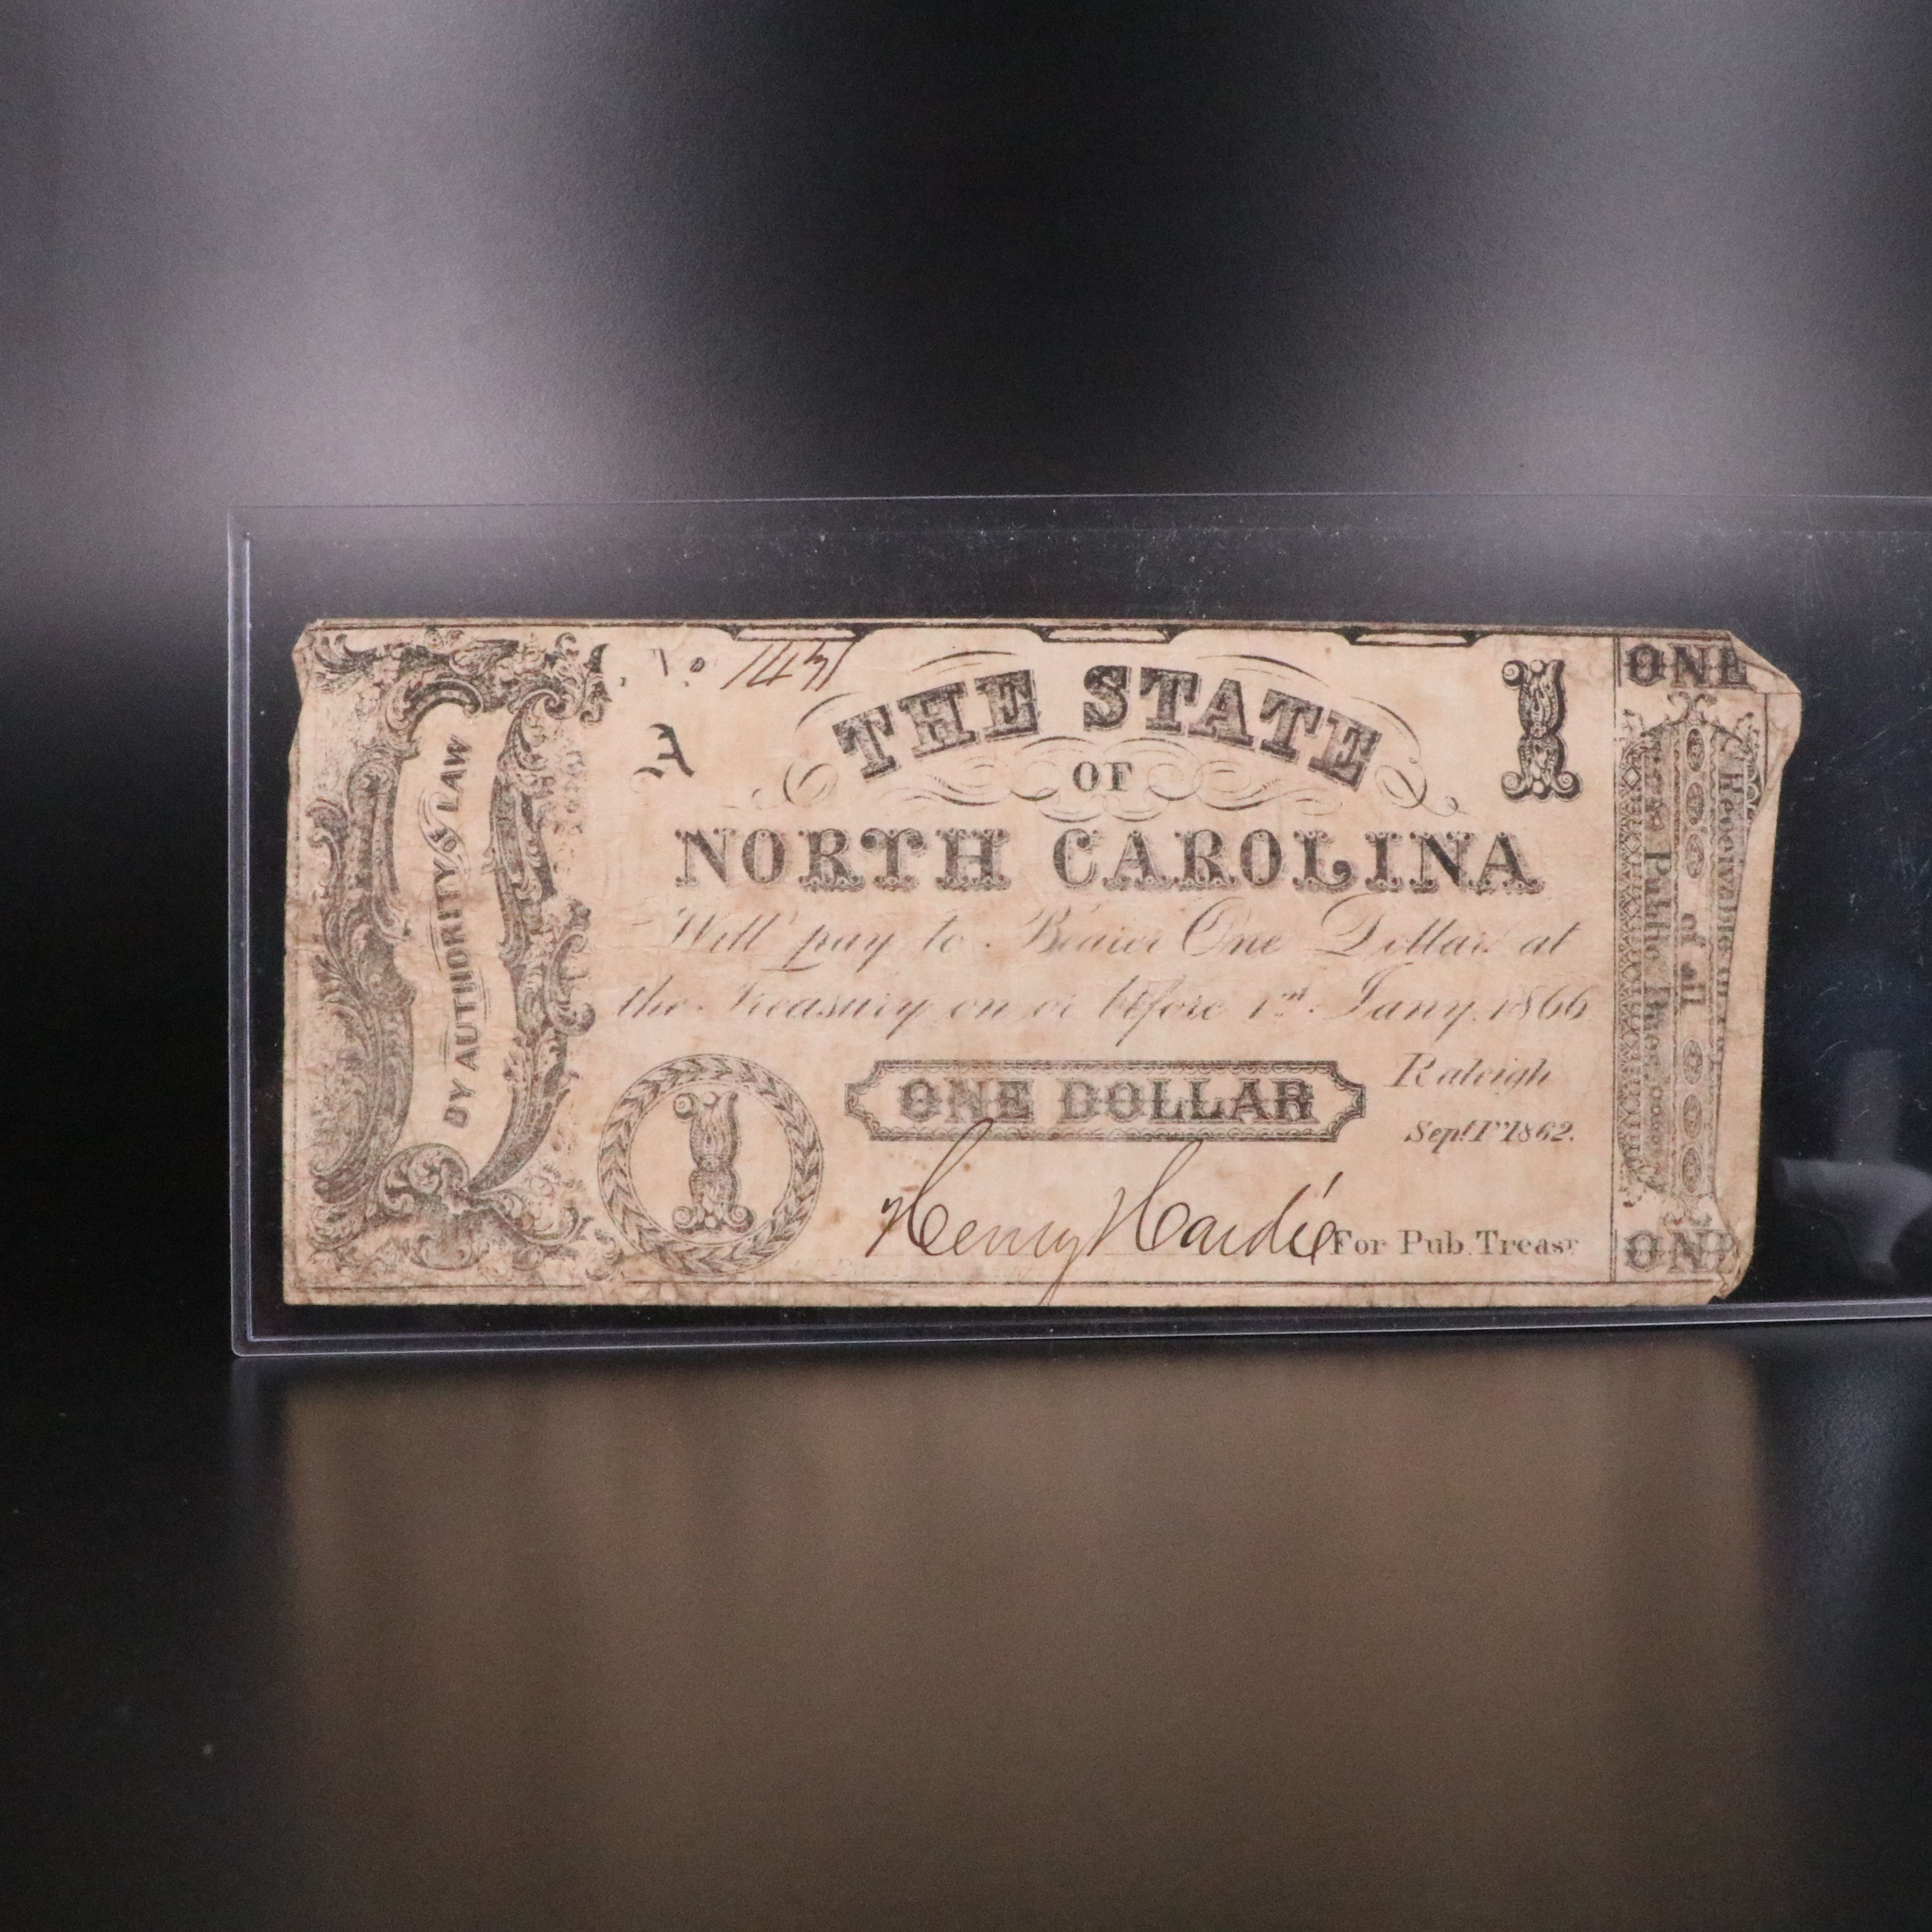 BY AUTHORITY OF LAW
No 1431
A
THE STATE
OF
NORTH CAROLINA
1
Will pay to Bearer One Dollar at
the Treasury on or before 1st Jany 1866
1
ONE DOLLAR
Raleigh
Sept. 1st 1862.
Henry Hardie For Pub. Treasr
ONE
Receivable
of all
Public
ONE